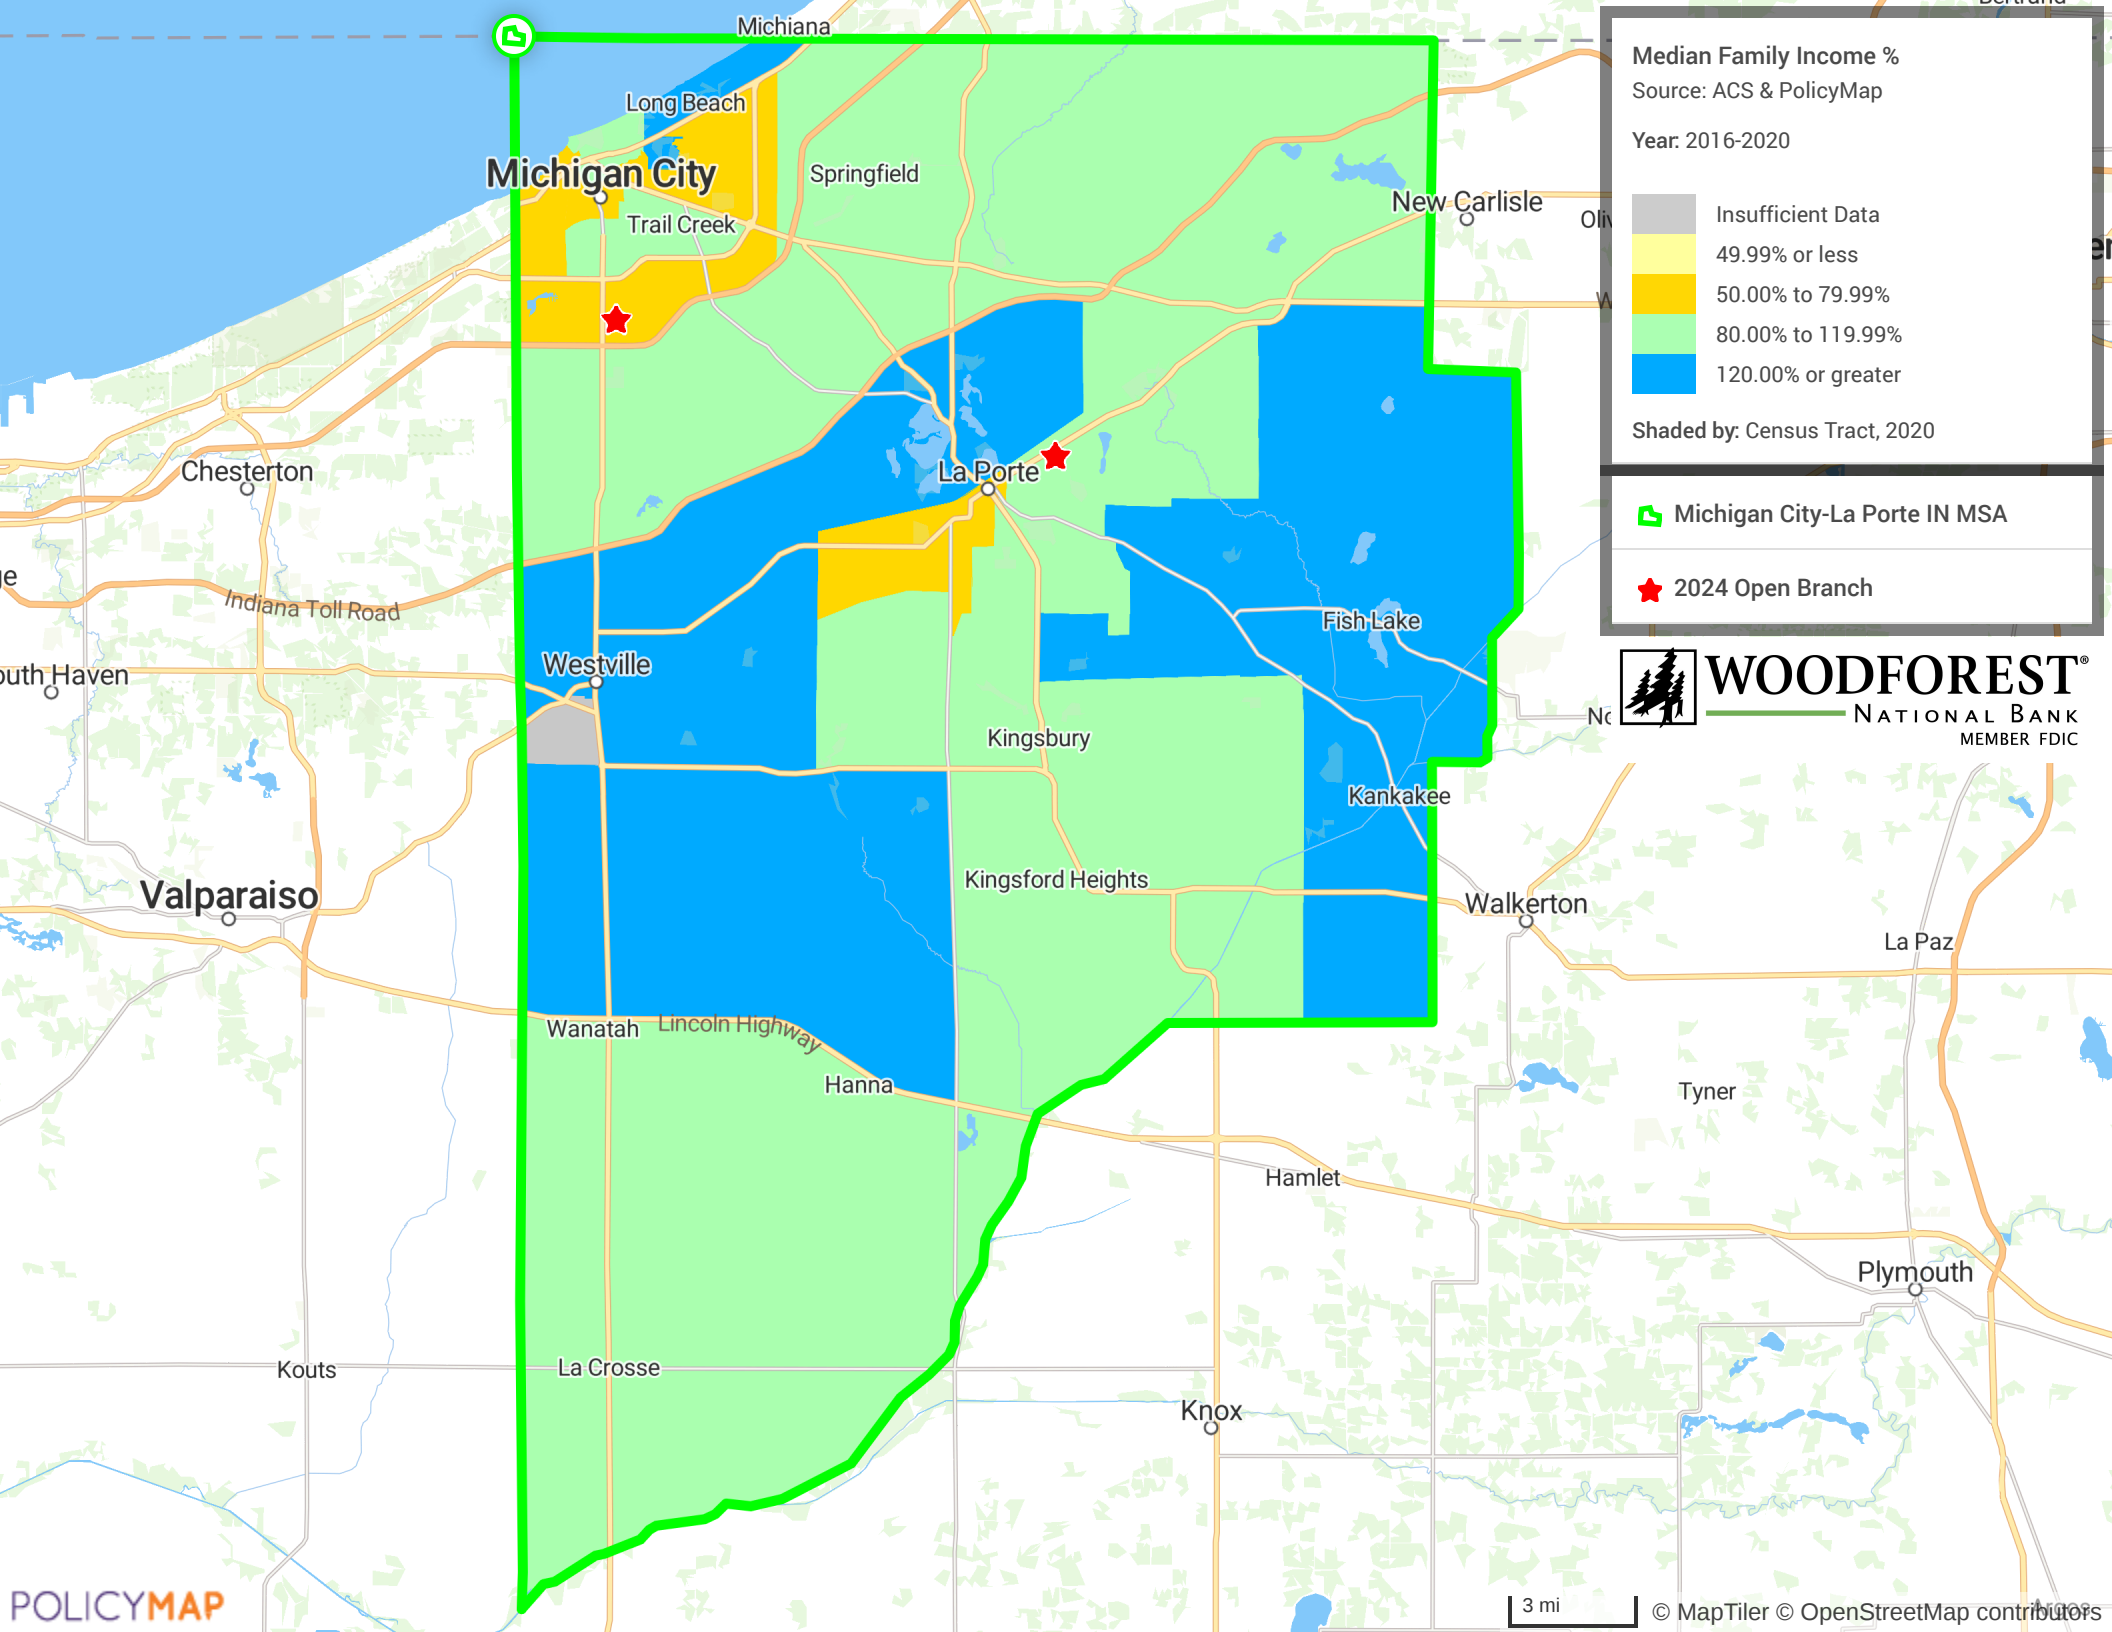 Michiana
Long Beach
Michigan City
Springfield
Trail Creek
New Carlisle
Chesterton
La Porte
Indiana Toll Road
Fish Lake
outh Haven
Westville
Kingsbury
Kankakee
Kingsford Heights
Valparaiso
Walkerton
La Paz
Wanatah
Lincoln Highway
Hanna
Tyner
Hamlet
Plymouth
Kouts
La Crosse
Knox
Median Family Income %
Source: ACS & PolicyMap
Year: 2016-2020
Insufficient Data
49.99% or less
50.00% to 79.99%
80.00% to 119.99%
120.00% or greater
Shaded by: Census Tract, 2020
Michigan City-La Porte IN MSA
2024 Open Branch
WOODFOREST®
NATIONAL BANK
MEMBER FDIC
POLICYMAP
3 mi
Argos
© MapTiler © OpenStreetMap contributors